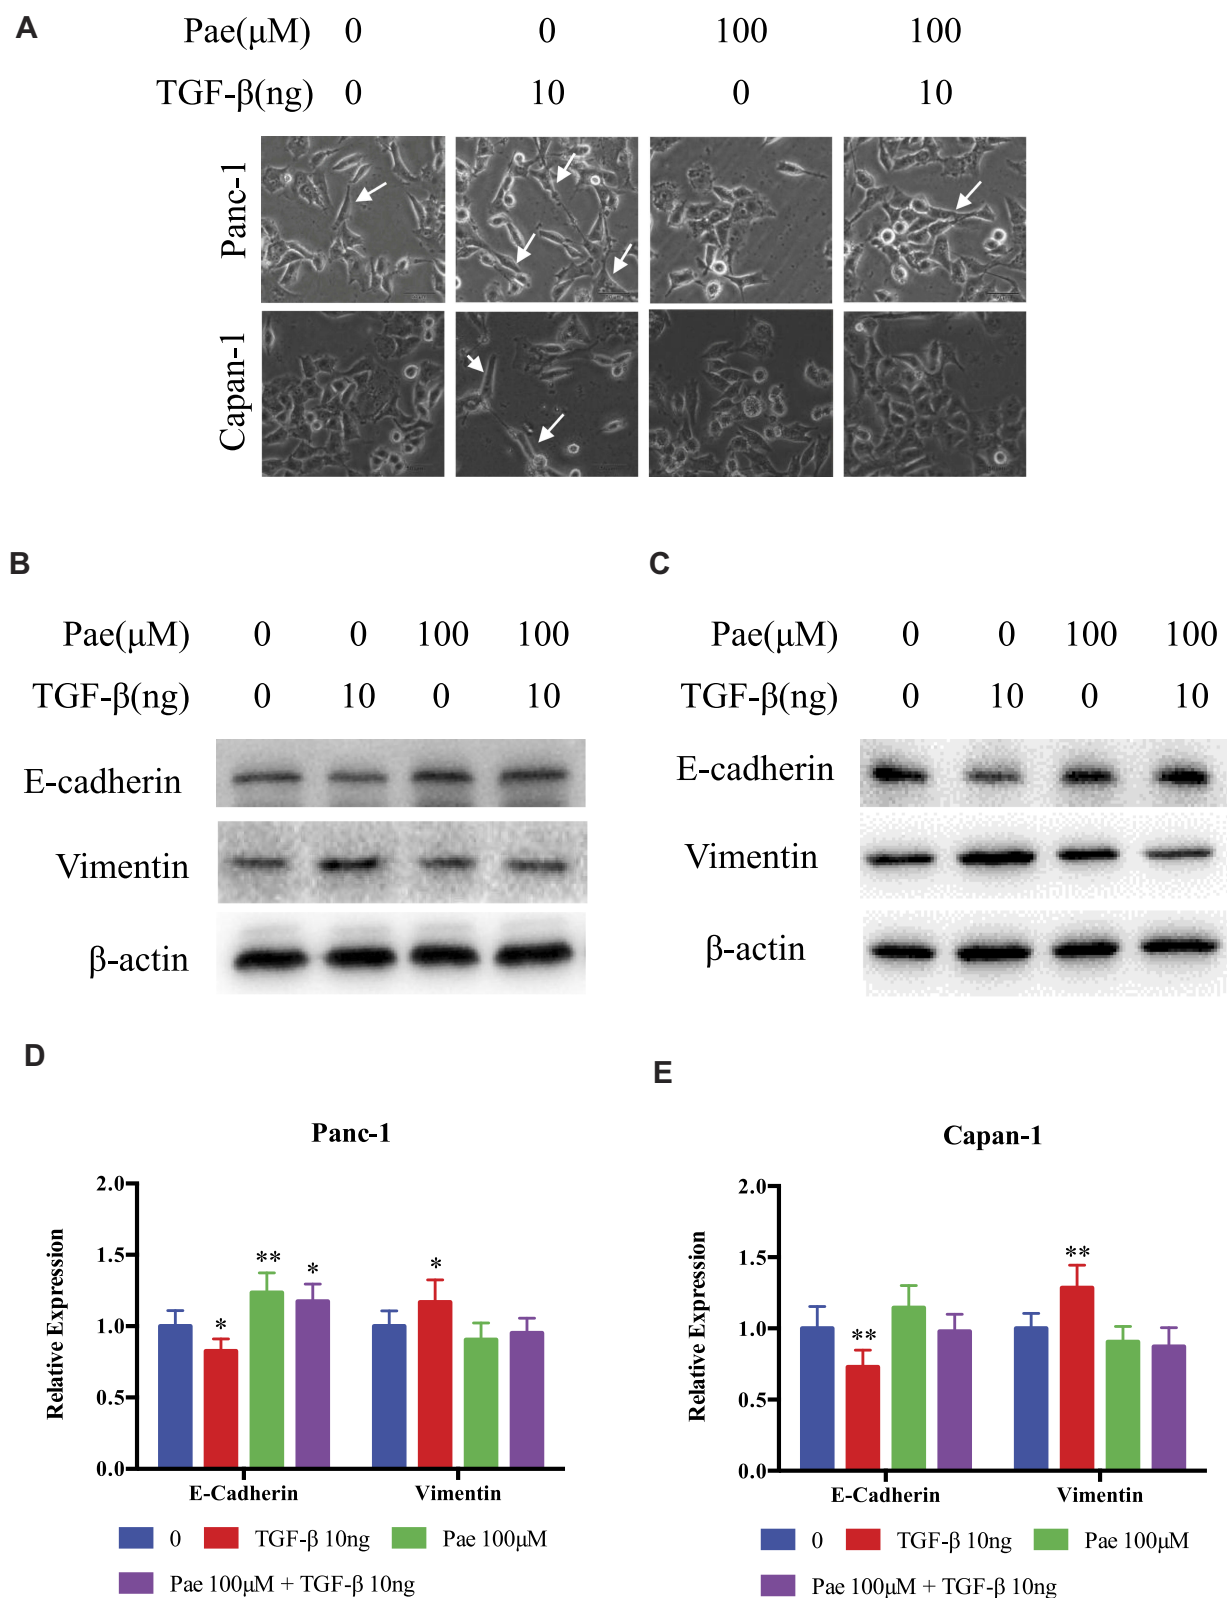 A
Pae(μM) 0 0 100 100
TGF-β(ng) 0 10 0 10
Panc-1
Capan-1
B
Pae(μM) 0 0 100 100
TGF-β(ng) 0 10 0 10
E-cadherin
Vimentin
β-actin
C
Pae(μM) 0 0 100 100
TGF-β(ng) 0 10 0 10
E-cadherin
Vimentin
β-actin
D
Panc-1
Relative Expression
2.0
1.5
1.0
0.5
0.0
* ** * *
E-Cadherin Vimentin
0 TGF-β 10ng Pae 100μM
Pae 100μM + TGF-β 10ng
E
Capan-1
Relative Expression
2.0
1.5
1.0
0.5
0.0
** **
E-Cadherin Vimentin
0 TGF-β 10ng Pae 100μM
Pae 100μM + TGF-β 10ng